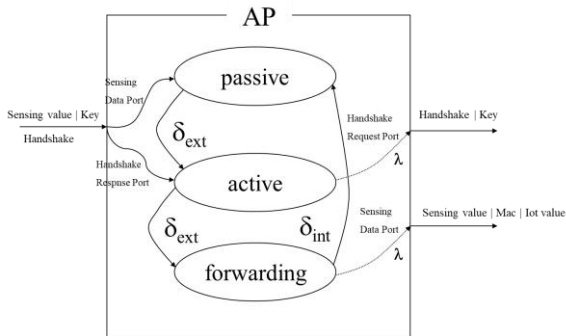 AP
passive
Sensing
Data Port
Sensing value | Key
Handshake
Handshake
Respnse Port
δext
Handshake
Request Port
Handshake | Key
λ
active
δext
δint
Sensing
Data Port
Sensing value | Mac | Iot value
λ
forwarding